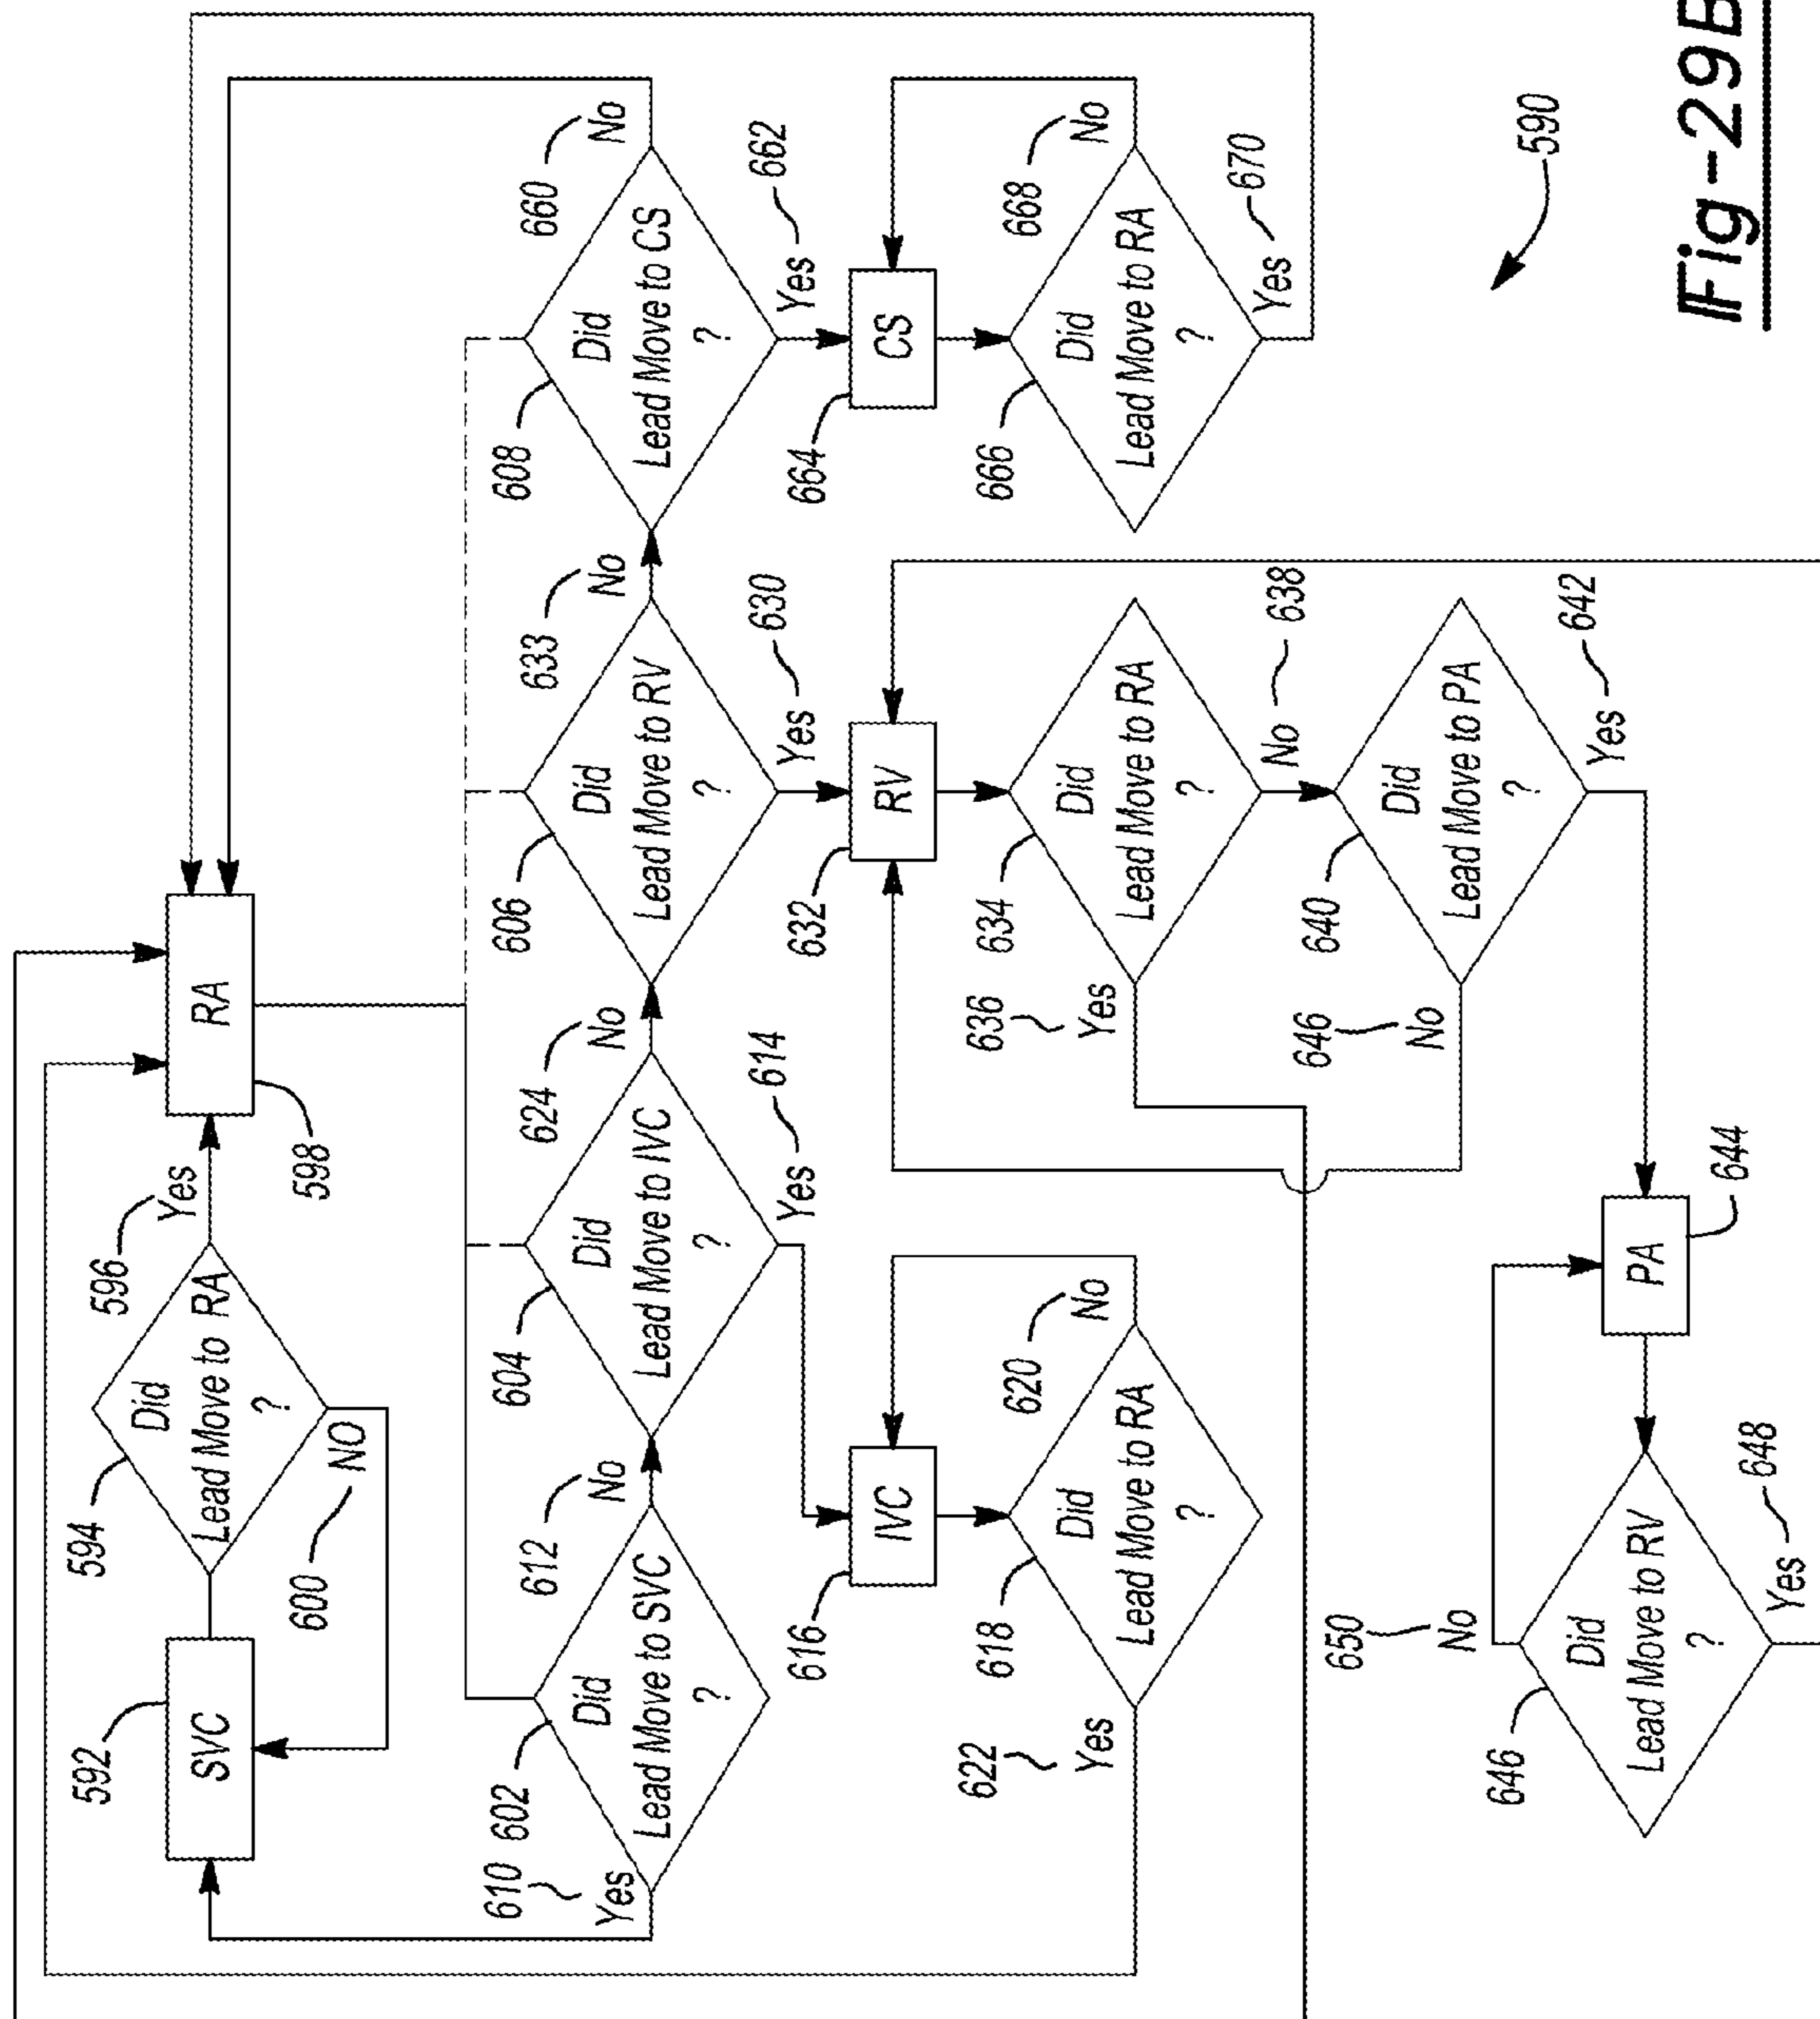 592
SVC
594
Did
Lead Move to RA
?
596
Yes
600
NO
RA
598
602
Did
Lead Move to SVC
?
610
Yes
612
No
604
Did
Lead Move to IVC
?
624
No
614
Yes
606
Did
Lead Move to RV
?
633
No
630
Yes
608
Did
Lead Move to CS
?
660
No
662
Yes
616
IVC
618
Did
Lead Move to RA
?
620
No
622
Yes
632
RV
634
Did
Lead Move to RA
?
636
Yes
638
No
640
Did
Lead Move to PA
?
646
No
642
Yes
664
CS
666
Did
Lead Move to RA
?
668
No
670
Yes
PA
644
646
Did
Lead Move to RV
?
650
No
648
Yes
590
Fig-29B